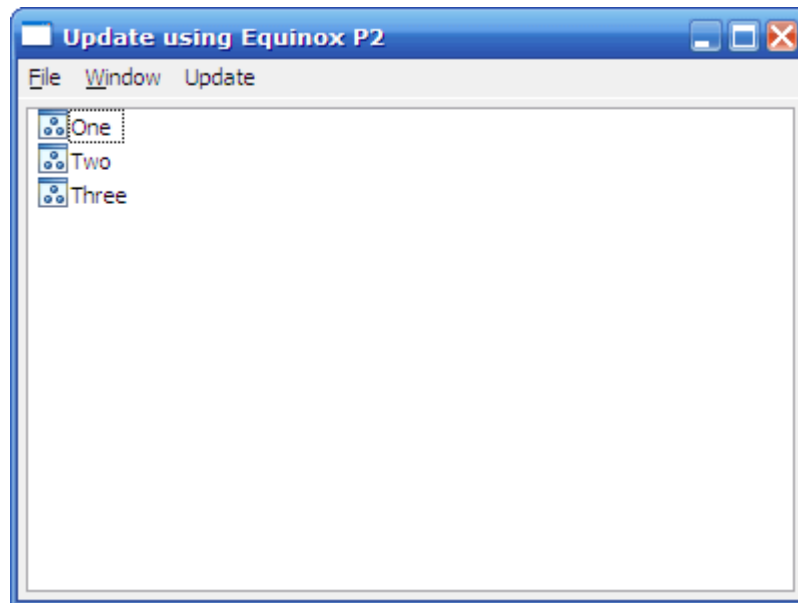 Update using Equinox P2
File Window Update
One
Two
Three